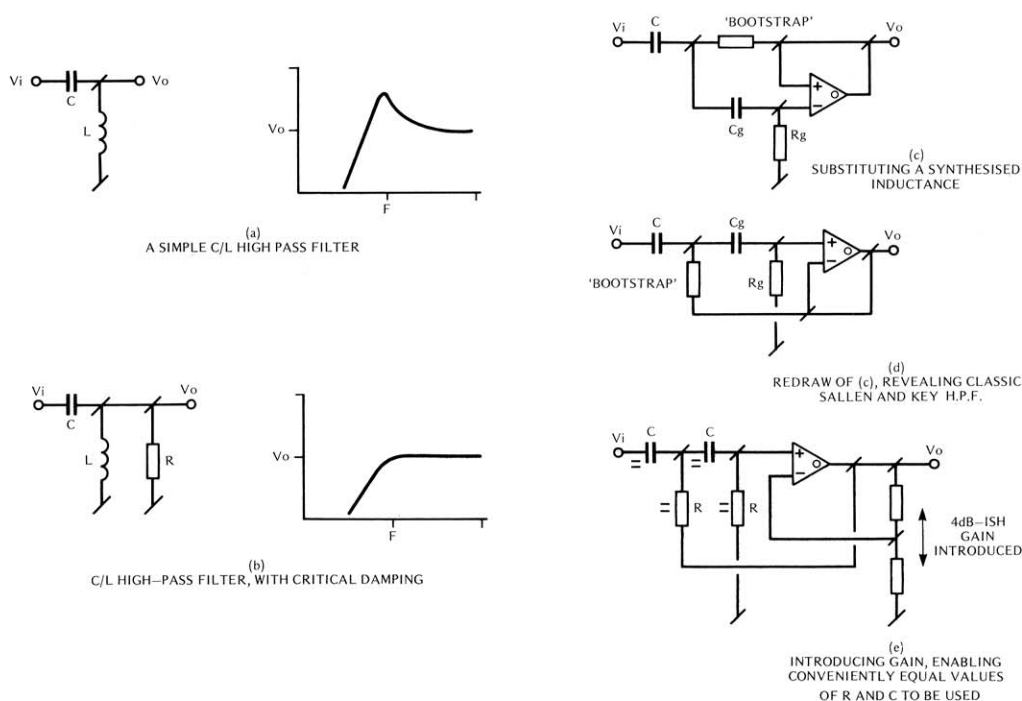 Vi
C
Vo
L
Vo
F
(a)
A SIMPLE C/L HIGH PASS FILTER
Vi
C
Vo
L
R
Vo
F
(b)
C/L HIGH—PASS FILTER, WITH CRITICAL DAMPING
Vi
C
'BOOTSTRAP'
Vo
+
−
Cg
Rg
(c)
SUBSTITUTING A SYNTHESISED
INDUCTANCE
Vi
C
Cg
Vo
+
−
'BOOTSTRAP'
Rg
(d)
REDRAW OF (c), REVEALING CLASSIC
SALLEN AND KEY H.P.F.
Vi
C
C
Vo
=
=
+
−
=
R
=
R
4dB—ISH
GAIN
INTRODUCED
(e)
INTRODUCING GAIN, ENABLING
CONVENIENTLY EQUAL VALUES
OF R AND C TO BE USED